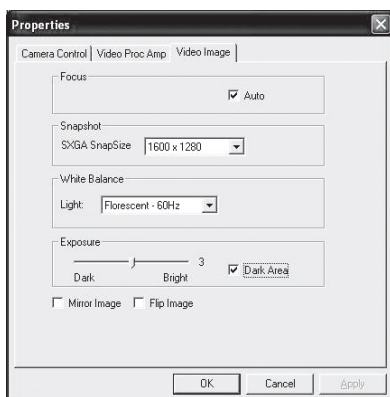 Properties
Camera Control Video Proc Amp Video Image
Focus
Auto
Snapshot
SXGA SnapSize 1600 x 1280
White Balance
Light: Florescent - 60Hz
Exposure
3
Dark Bright Dark Area
Mirror Image Flip Image
OK Cancel Apply